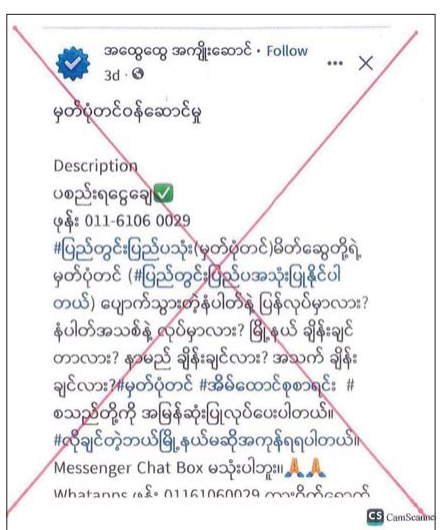 အထွေထွေ အကျိုးဆောင် · Follow
3d ·
မှတ်ပုံတင်ဝန်ဆောင်မှု
Description
ပစည်းရငွေချေ✅
ဖုန်း 011-6106 0029
#ပြည်တွင်းပြည်ပသုံး(မှတ်ပုံတင်)မိတ်ဆွေတို့ရဲ့
မှတ်ပုံတင် (#ပြည်တွင်းပြည်ပအသုံးပြုနိုင်ပါ
တယ်) ပျောက်သွားတဲ့နံပါတ်နဲ့ ပြန်လုပ်မှာလား?
နံပါတ်အသစ်နဲ့ လုပ်မှာလား? မြို့နယ် ချိန်းချင်
တာလား? နာမည် ချိန်းချင်လား? အသက် ချိန်း
ချင်လား?#မှတ်ပုံတင် #အိမ်ထောင်စုစာရင်း #
စသည်တို့ကို အမြန်ဆုံးပြုလုပ်ပေးပါတယ်။
#လိုချင်တဲ့ဘယ်မြို့နယ်မဆိုအကုန်ရရပါတယ်။
Messenger Chat Box မသုံးပါဘူး။🙏🙏
Whatapps ဖုန်း 01161060029
CS CamScanner